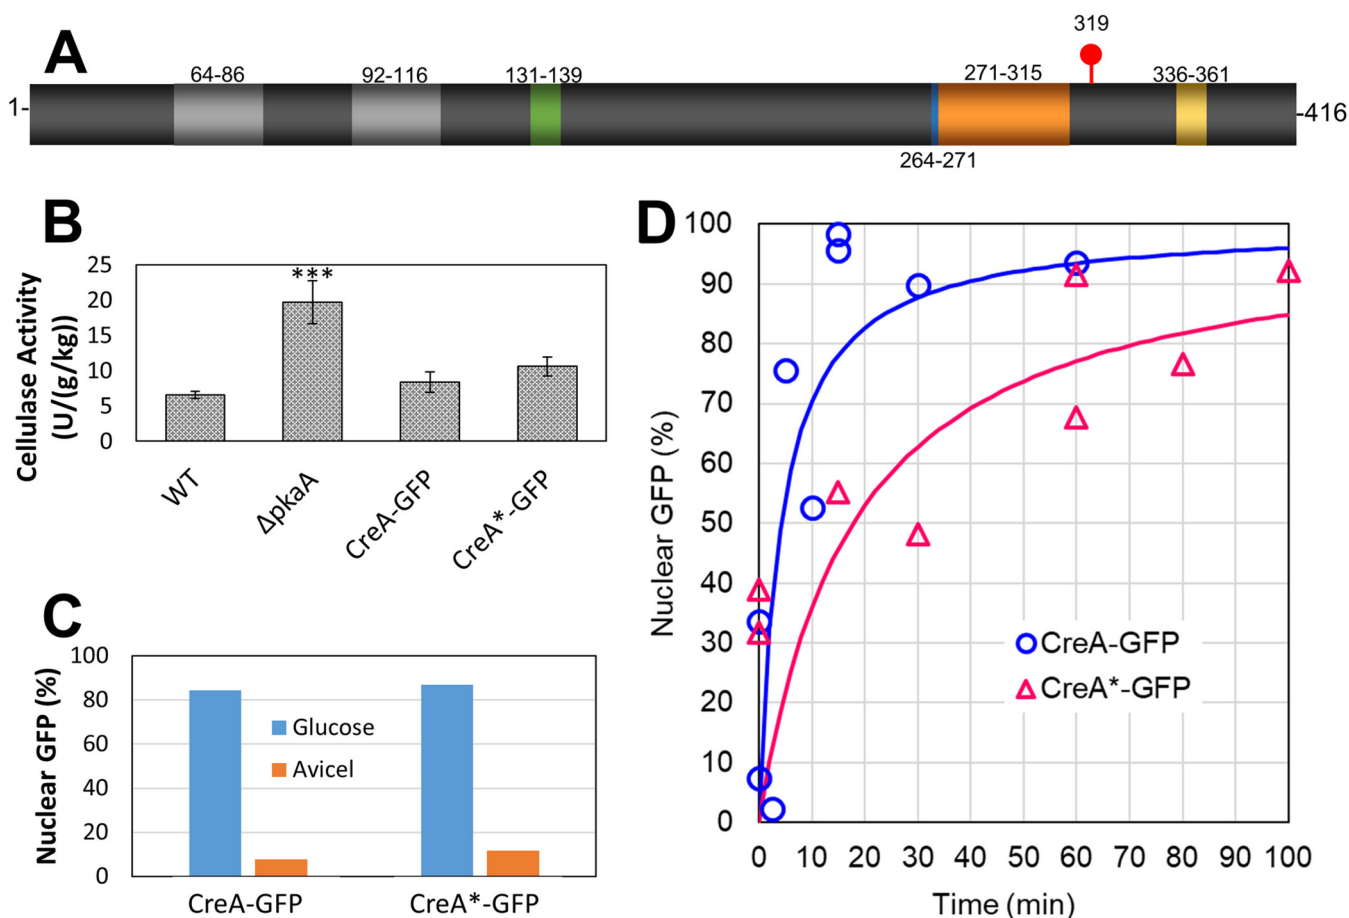 A
319
64-86
92-116
131-139
271-315
336-361
1-
-416
264-271
B
Cellulase Activity
(U/(g/kg))
25
***
20
15
10
5
0
WT
ΔpkaA
CreA-GFP
CreA*-GFP
C
Nuclear GFP (%)
100
80
60
40
20
0
Glucose
Avicel
CreA-GFP
CreA*-GFP
D
Nuclear GFP (%)
100
90
80
70
60
50
40
30
20
10
0
CreA-GFP
CreA*-GFP
0 10 20 30 40 50 60 70 80 90 100
Time (min)